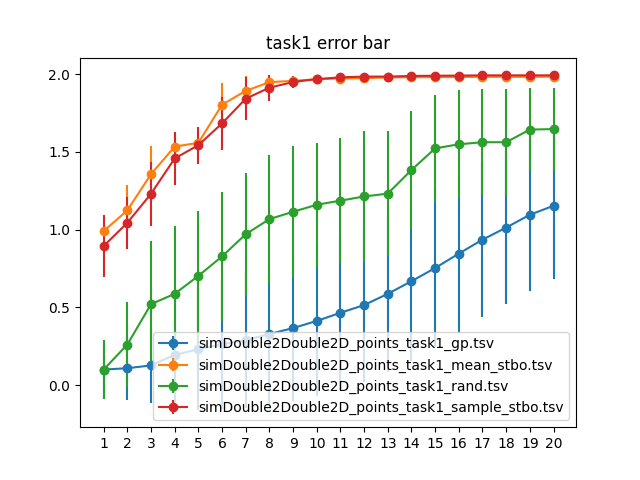 task1 error bar
2.0
1.5
1.0
0.5
0.0
simDouble2Double2D_points_task1_gp.tsv
simDouble2Double2D_points_task1_mean_stbo.tsv
simDouble2Double2D_points_task1_rand.tsv
simDouble2Double2D_points_task1_sample_stbo.tsv
1 2 3 4 5 6 7 8 9 10 11 12 13 14 15 16 17 18 19 20